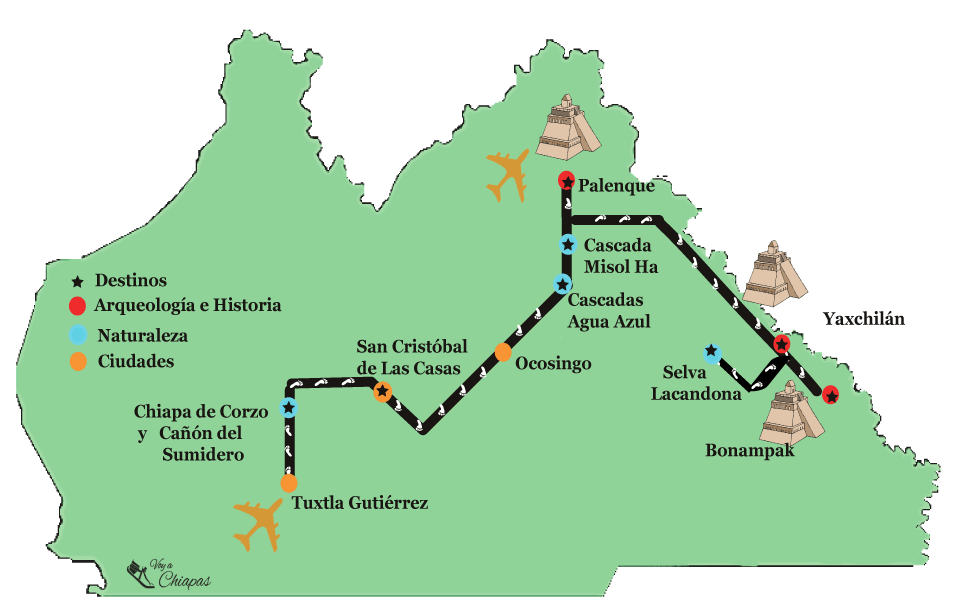 Palenque
Cascada
Misol Ha
Destinos
Arqueología e Historia
Cascadas
Agua Azul
Yaxchilán
Naturaleza
Ciudades
San Cristóbal
de Las Casas
Ocosingo
Selva
Lacandona
Chiapa de Corzo
y Cañón del
Sumidero
Bonampak
Tuxtla Gutiérrez
Voy a
Chiapas